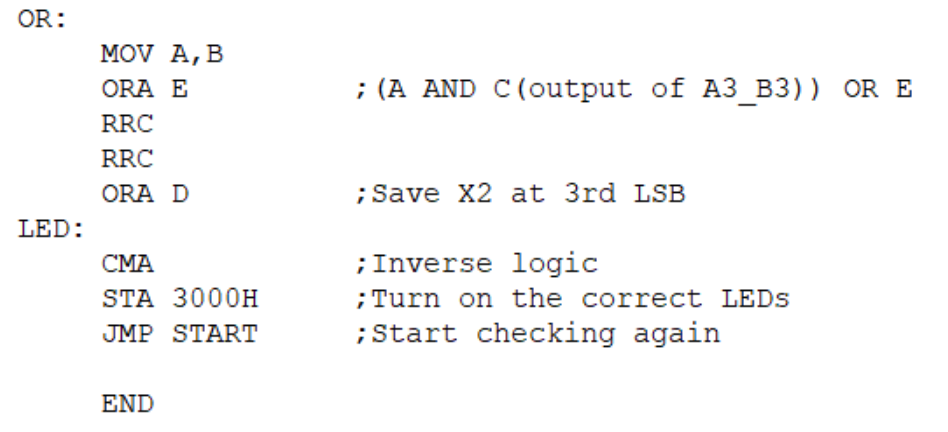 OR:
MOV A,B
ORA E ;(A AND C(output of A3_B3)) OR E
RRC
RRC
ORA D ;Save X2 at 3rd LSB
LED:
CMA ;Inverse logic
STA 3000H ;Turn on the correct LEDs
JMP START ;Start checking again
END